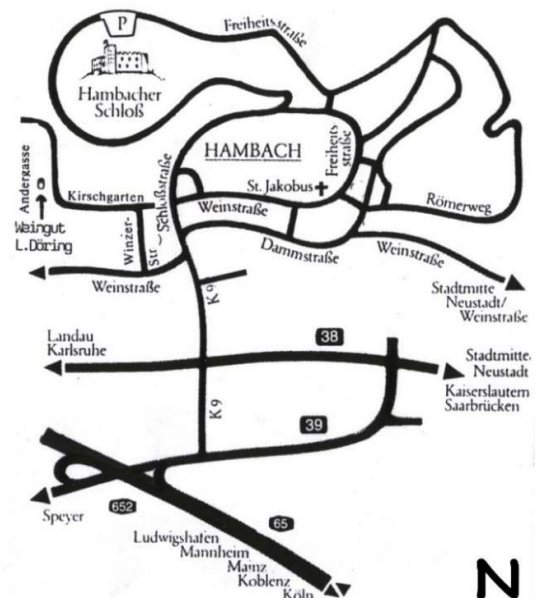 P
Freiheitsstraße
Hambacher
Schloß
HAMBACH
Freiheits
straße
Schloßstraße
St. Jakobus
Andergasse
Kirschgarten
Weinstraße
Römerweg
Weingut
L.Döring
Winzer-
Str
Dammstraße
Weinstraße
Weinstraße
K 9
Stadtmitte
Neustadt/
Weinstraße
Landau
Karlsruhe
38
Stadtmitte
Neustadt
Kaiserslautern
Saarbrücken
K 9
39
Speyer
652
65
Ludwigshafen
Mannheim
Mainz
Koblenz
Köln
N